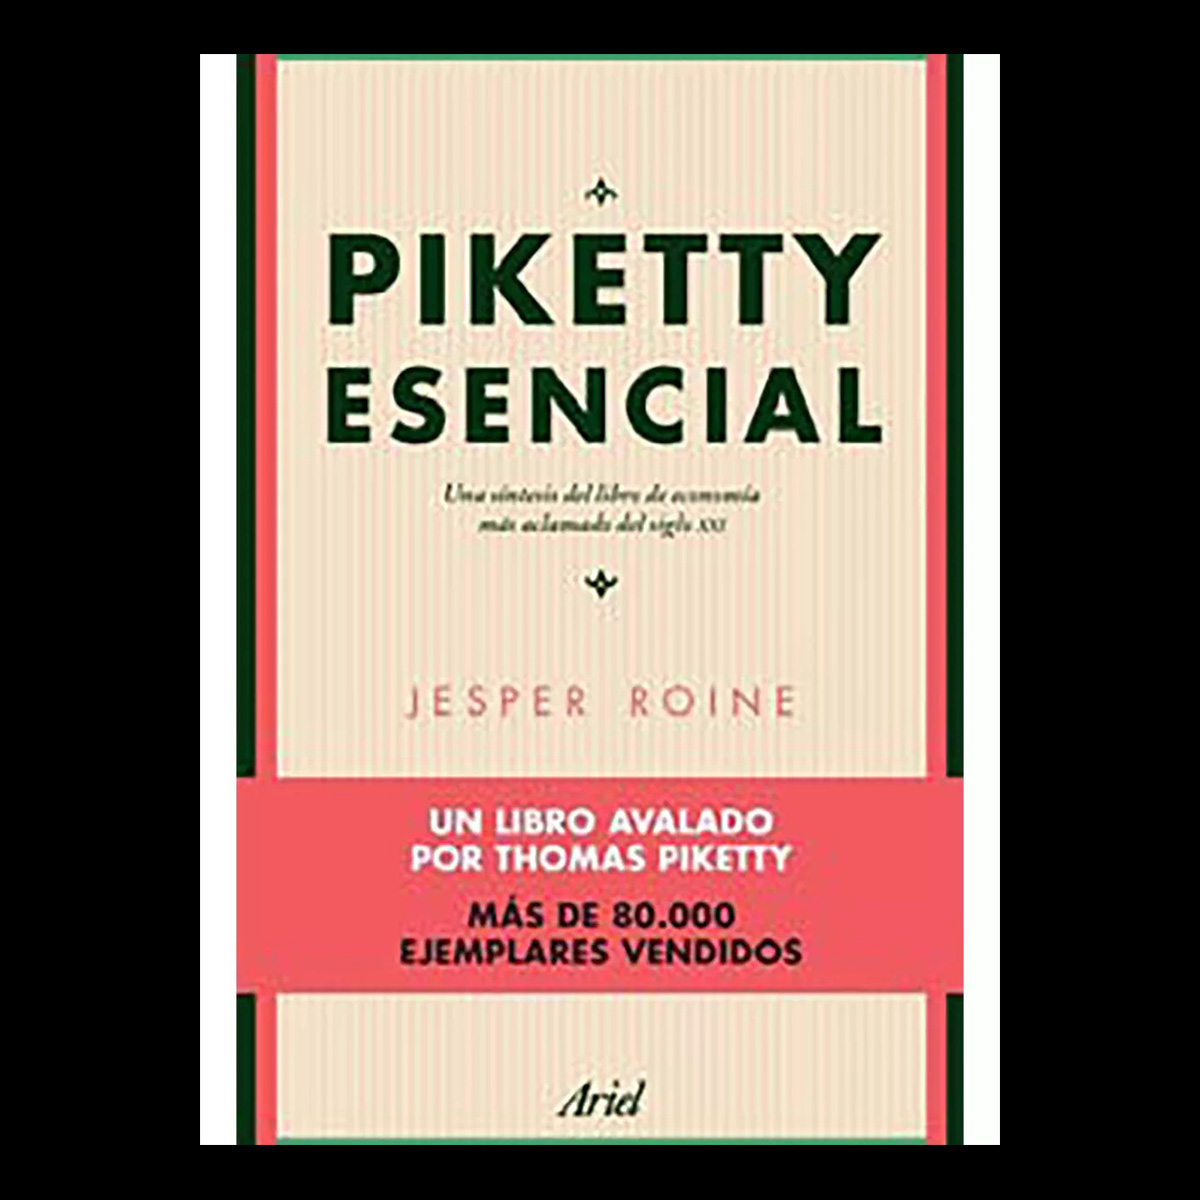 PIKETTY
ESENCIAL
Una síntesis del libro de economía
más aclamado del siglo XXI
JESPER ROINE
UN LIBRO AVALADO
POR THOMAS PIKETTY
MÁS DE 80.000
EJEMPLARES VENDIDOS
Ariel